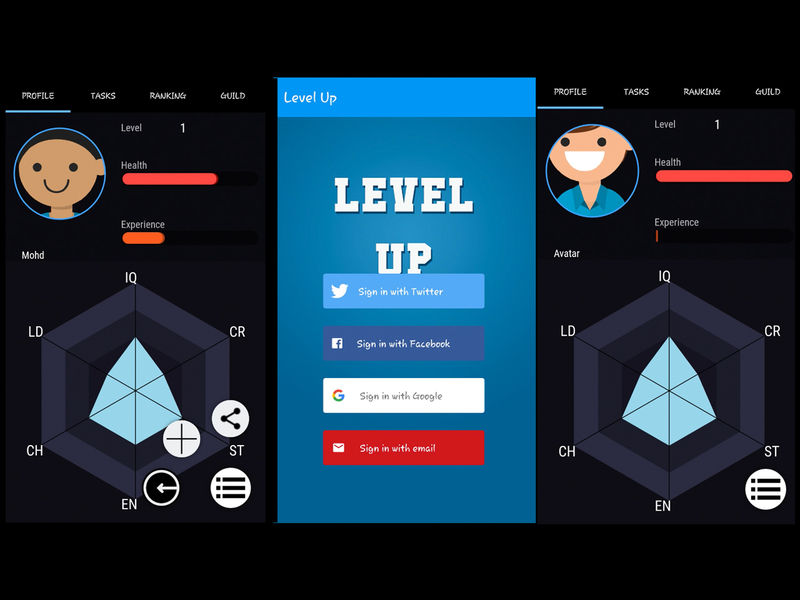 PROFILE TASKS RANKING GUILD
Level 1
Health
Experience
Mohd
IQ
LD CR
CH ST
EN
Level Up
LEVEL
UP
Sign in with Twitter
Sign in with Facebook
Sign in with Google
Sign in with email
PROFILE TASKS RANKING GUILD
Level 1
Health
Experience
Avatar
IQ
LD CR
CH ST
EN